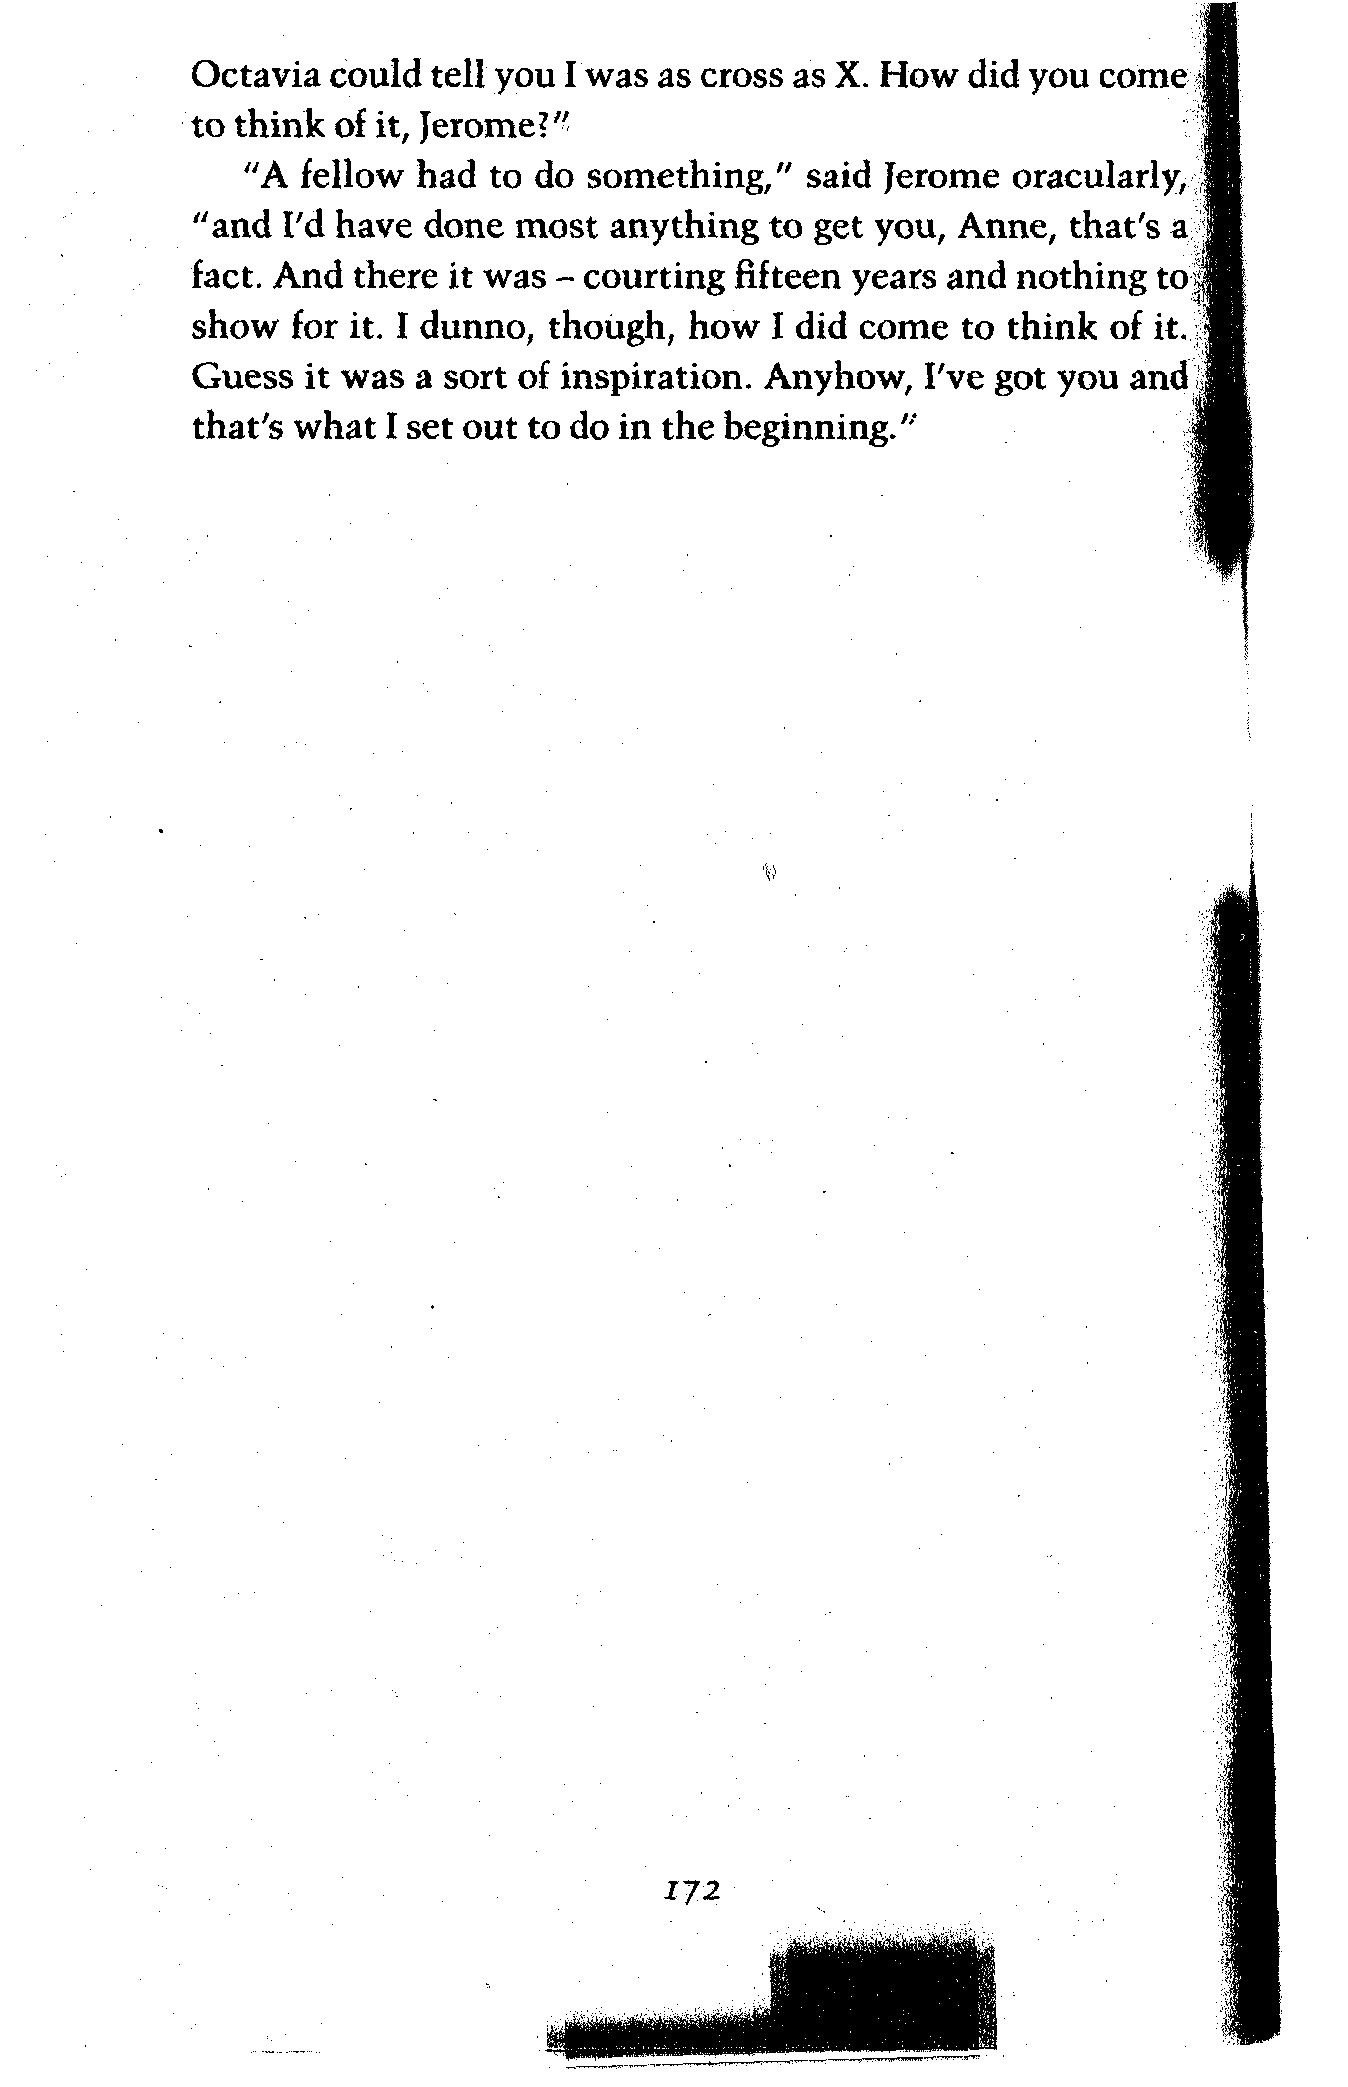 Octavia could tell you I was as cross as X. How did you come
to think of it, Jerome?"
"A fellow had to do something," said Jerome oracularly,
"and I'd have done most anything to get you, Anne, that's a
fact. And there it was – courting fifteen years and nothing to
show for it. I dunno, though, how I did come to think of it.
Guess it was a sort of inspiration. Anyhow, I've got you and
that's what I set out to do in the beginning."
172